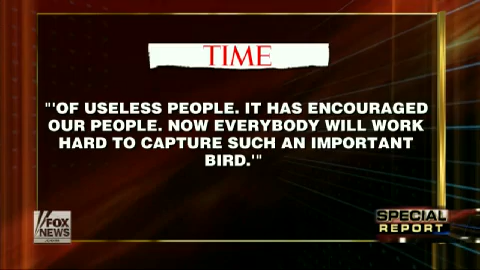 TIME
"'OF USELESS PEOPLE. IT HAS ENCOURAGED
OUR PEOPLE. NOW EVERYBODY WILL WORK
HARD TO CAPTURE SUCH AN IMPORTANT
BIRD.'"
FOX
NEWS
SPECIAL
REPORT